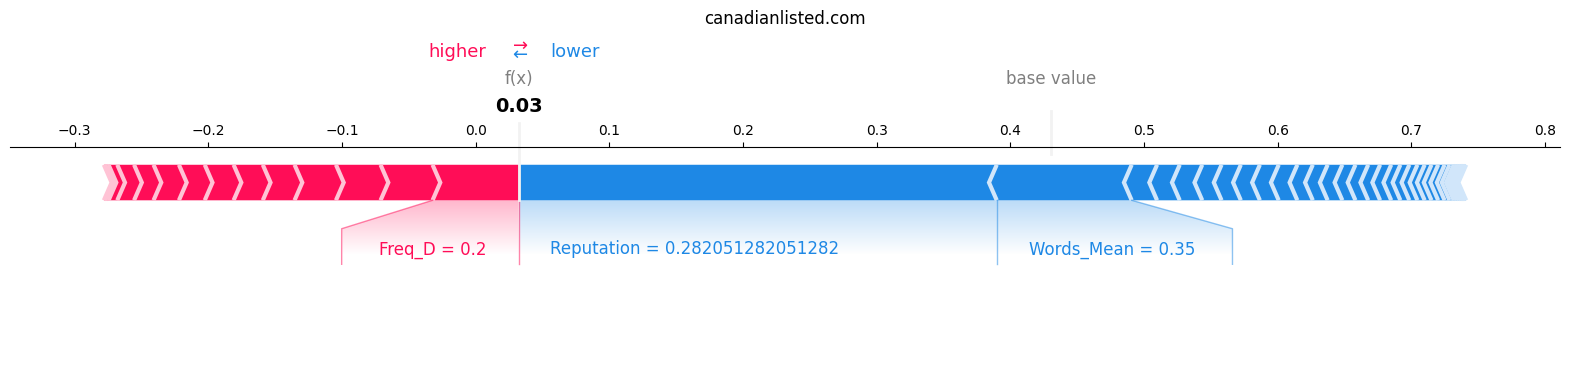 canadianlisted.com
higher → ← lower
f(x) base value
0.03
−0.3 −0.2 −0.1 0.0 0.1 0.2 0.3 0.4 0.5 0.6 0.7 0.8
Freq_D = 0.2 Reputation = 0.282051282051282 Words_Mean = 0.35